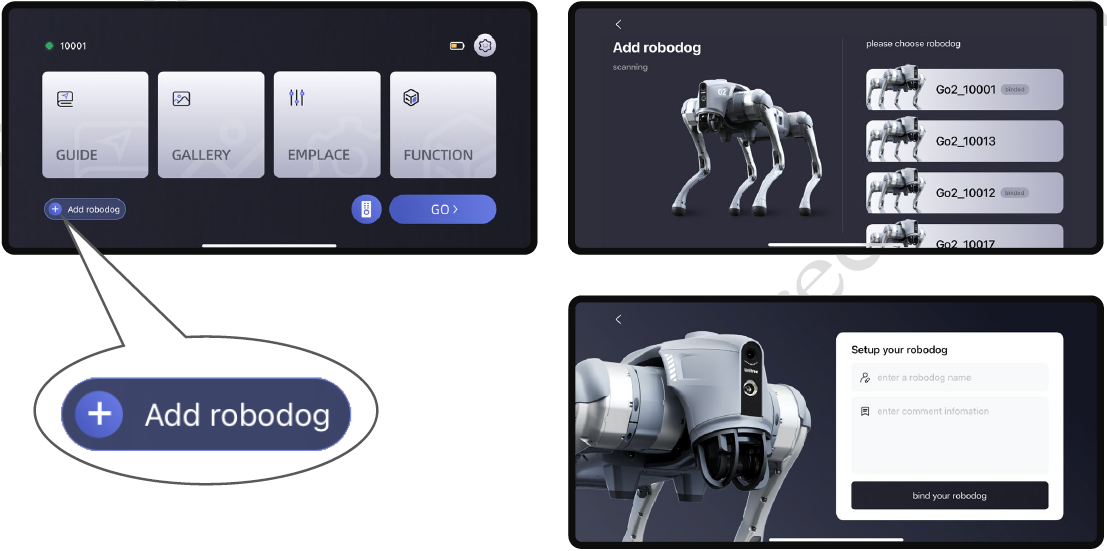 10001
GUIDE
GALLERY
EMPLACE
FUNCTION
Add robodog
GO >
Add robodog
Add robodog
scanning
02
please choose robodog
Go2_10001 binded
Go2_10013
Go2_10012 binded
Go2_10017
Unitree
Setup your robodog
enter a robodog name
enter comment infomation
bind your robodog